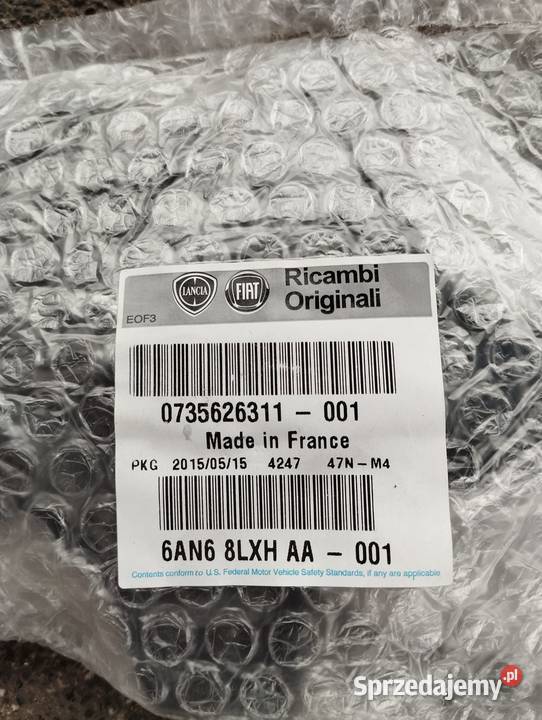 LANCIA FIAT Ricambi
Originali
EOF3
0735626311 - 001
Made in France
PKG 2015/05/15 4247 47N-M4
6AN6 8LXH AA - 001
Contents conform to U.S. Federal Motor Vehicle Safety Standards, if any are applicable
Sprzedajemy.pl